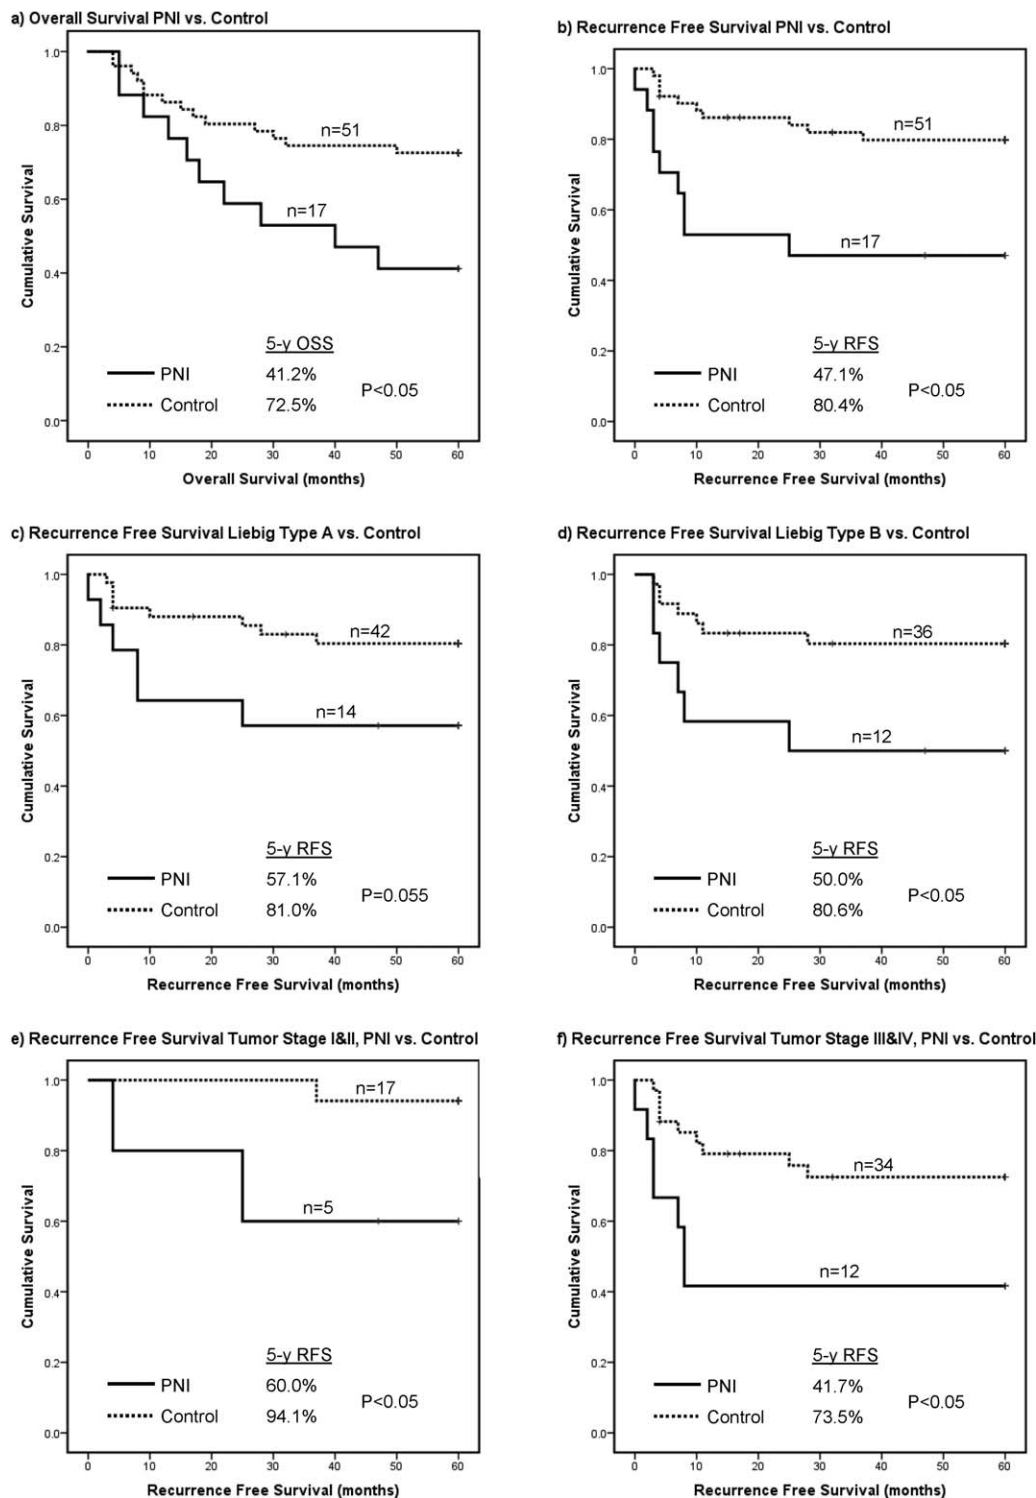 a) Overall Survival PNI vs. Control
Cumulative Survival
1.0
0.8
0.6
0.4
0.2
0.0
n=51
n=17
5-y OSS
PNI 41.2%
Control 72.5%
P<0.05
0 10 20 30 40 50 60
Overall Survival (months)
b) Recurrence Free Survival PNI vs. Control
Cumulative Survival
1.0
0.8
0.6
0.4
0.2
0.0
n=51
n=17
5-y RFS
PNI 47.1%
Control 80.4%
P<0.05
0 10 20 30 40 50 60
Recurrence Free Survival (months)
c) Recurrence Free Survival Liebig Type A vs. Control
Cumulative Survival
1.0
0.8
0.6
0.4
0.2
0.0
n=42
n=14
5-y RFS
PNI 57.1%
Control 81.0%
P=0.055
0 10 20 30 40 50 60
Recurrence Free Survival (months)
d) Recurrence Free Survival Liebig Type B vs. Control
Cumulative Survival
1.0
0.8
0.6
0.4
0.2
0.0
n=36
n=12
5-y RFS
PNI 50.0%
Control 80.6%
P<0.05
0 10 20 30 40 50 60
Recurrence Free Survival (months)
e) Recurrence Free Survival Tumor Stage I&II, PNI vs. Control
Cumulative Survival
1.0
0.8
0.6
0.4
0.2
0.0
n=17
n=5
5-y RFS
PNI 60.0%
Control 94.1%
P<0.05
0 10 20 30 40 50 60
Recurrence Free Survival (months)
f) Recurrence Free Survival Tumor Stage III&IV, PNI vs. Control
Cumulative Survival
1.0
0.8
0.6
0.4
0.2
0.0
n=34
n=12
5-y RFS
PNI 41.7%
Control 73.5%
P<0.05
0 10 20 30 40 50 60
Recurrence Free Survival (months)